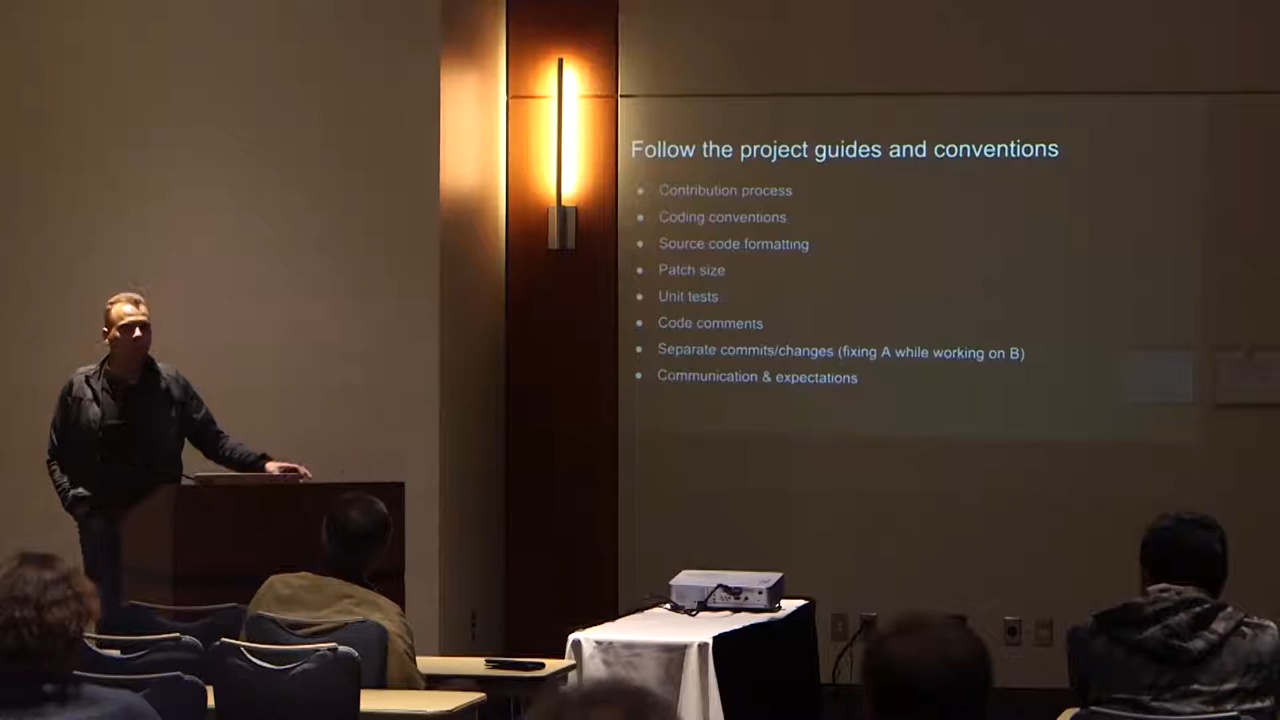 Follow the project guides and conventions
● Contribution process
● Coding conventions
● Source code formatting
● Patch size
● Unit tests
● Code comments
● Separate commits/changes (fixing A while working on B)
● Communication & expectations